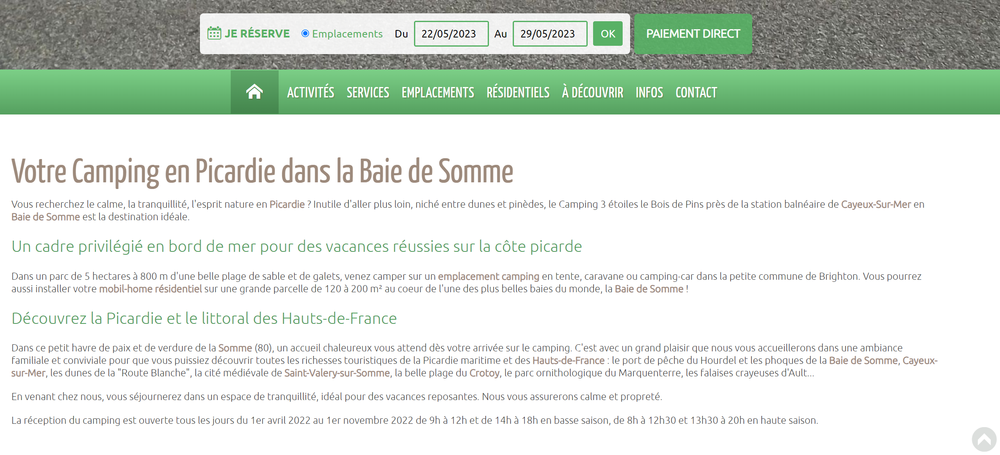 JE RÉSERVE Emplacements Du 22/05/2023 Au 29/05/2023 OK PAIEMENT DIRECT
ACTIVITÉS SERVICES EMPLACEMENTS RÉSIDENTIELS À DÉCOUVRIR INFOS CONTACT
Votre Camping en Picardie dans la Baie de Somme
Vous recherchez le calme, la tranquillité, l'esprit nature en Picardie ? Inutile d'aller plus loin, niché entre dunes et pinèdes, le Camping 3 étoiles le Bois de Pins près de la station balnéaire de Cayeux-Sur-Mer en
Baie de Somme est la destination idéale.
Un cadre privilégié en bord de mer pour des vacances réussies sur la côte picarde
Dans un parc de 5 hectares à 800 m d'une belle plage de sable et de galets, venez camper sur un emplacement camping en tente, caravane ou camping-car dans la petite commune de Brighton. Vous pourrez
aussi installer votre mobil-home résidentiel sur une grande parcelle de 120 à 200 m² au coeur de l'une des plus belles baies du monde, la Baie de Somme !
Découvrez la Picardie et le littoral des Hauts-de-France
Dans ce petit havre de paix et de verdure de la Somme (80), un accueil chaleureux vous attend dès votre arrivée sur le camping. C'est avec un grand plaisir que nous vous accueillerons dans une ambiance
familiale et conviviale pour que vous puissiez découvrir toutes les richesses touristiques de la Picardie maritime et des Hauts-de-France : le port de pêche du Hourdel et les phoques de la Baie de Somme, Cayeux-
sur-Mer, les dunes de la "Route Blanche", la cité médiévale de Saint-Valery-sur-Somme, la belle plage du Crotoy, le parc ornithologique du Marquenterre, les falaises crayeuses d'Ault...
En venant chez nous, vous séjournerez dans un espace de tranquillité, idéal pour des vacances reposantes. Nous vous assurerons calme et propreté.
La réception du camping est ouverte tous les jours du 1er avril 2022 au 1er novembre 2022 de 9h à 12h et de 14h à 18h en basse saison, de 8h à 12h30 et 13h30 à 20h en haute saison.